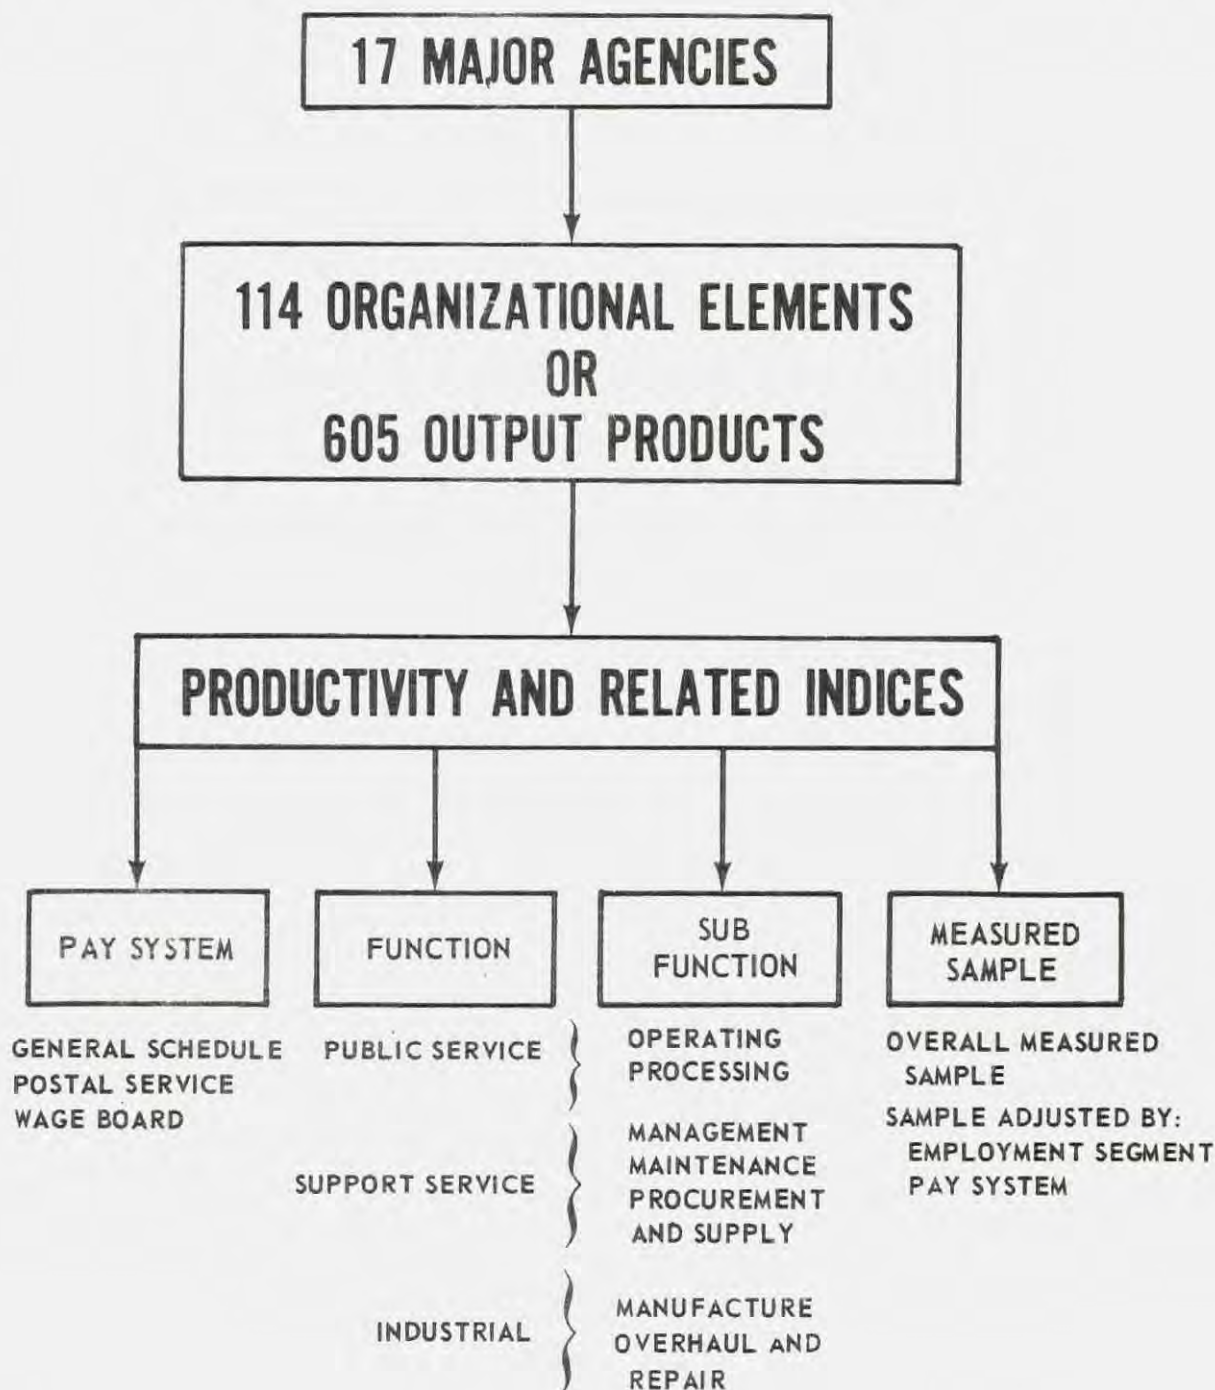 17 MAJOR AGENCIES
114 ORGANIZATIONAL ELEMENTS
OR
605 OUTPUT PRODUCTS
PRODUCTIVITY AND RELATED INDICES
PAY SYSTEM
GENERAL SCHEDULE
POSTAL SERVICE
WAGE BOARD
FUNCTION
PUBLIC SERVICE
SUPPORT SERVICE
INDUSTRIAL
SUB
FUNCTION
OPERATING
PROCESSING
MANAGEMENT
MAINTENANCE
PROCUREMENT
AND SUPPLY
MANUFACTURE
OVERHAUL AND
REPAIR
MEASURED
SAMPLE
OVERALL MEASURED
SAMPLE
SAMPLE ADJUSTED BY:
EMPLOYMENT SEGMENT
PAY SYSTEM